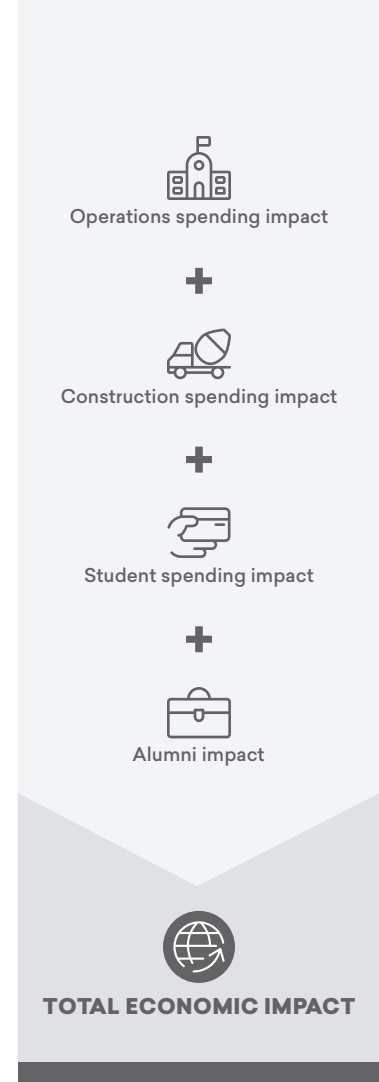 Operations spending impact
+
Construction spending impact
+
Student spending impact
+
Alumni impact
TOTAL ECONOMIC IMPACT